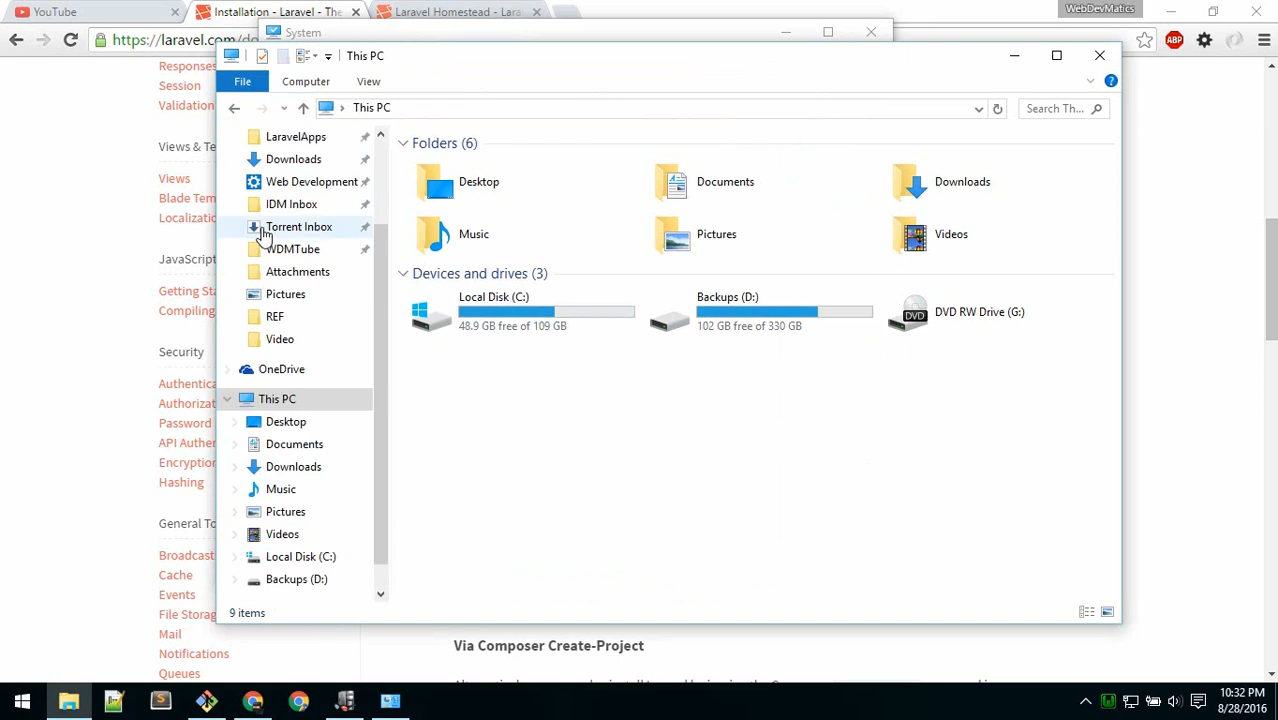 YouTube
Installation - Laravel - The
Laravel Homestead - Lara
WebDevMatics
https://laravel.com/do
ABP
System
This PC
File
Computer
View
This PC
Search Th...
Responses
Session
Validation
Views & Te
Views
Blade Tem
Localizatio
JavaScript
Getting Sta
Compiling
Security
Authentica
Authorizat
Password
API Auther
Encryption
Hashing
General To
Broadcast
Cache
Events
File Storag
Mail
Notifications
Queues
LaravelApps
Downloads
Web Development
IDM Inbox
Torrent Inbox
WDMTube
Attachments
Pictures
REF
Video
OneDrive
This PC
Desktop
Documents
Downloads
Music
Pictures
Videos
Local Disk (C:)
Backups (D:)
Folders (6)
Desktop
Documents
Downloads
Music
Pictures
Videos
Devices and drives (3)
Local Disk (C:)
48.9 GB free of 109 GB
Backups (D:)
102 GB free of 330 GB
DVD
DVD RW Drive (G:)
9 items
Via Composer Create-Project
10:32 PM
8/28/2016